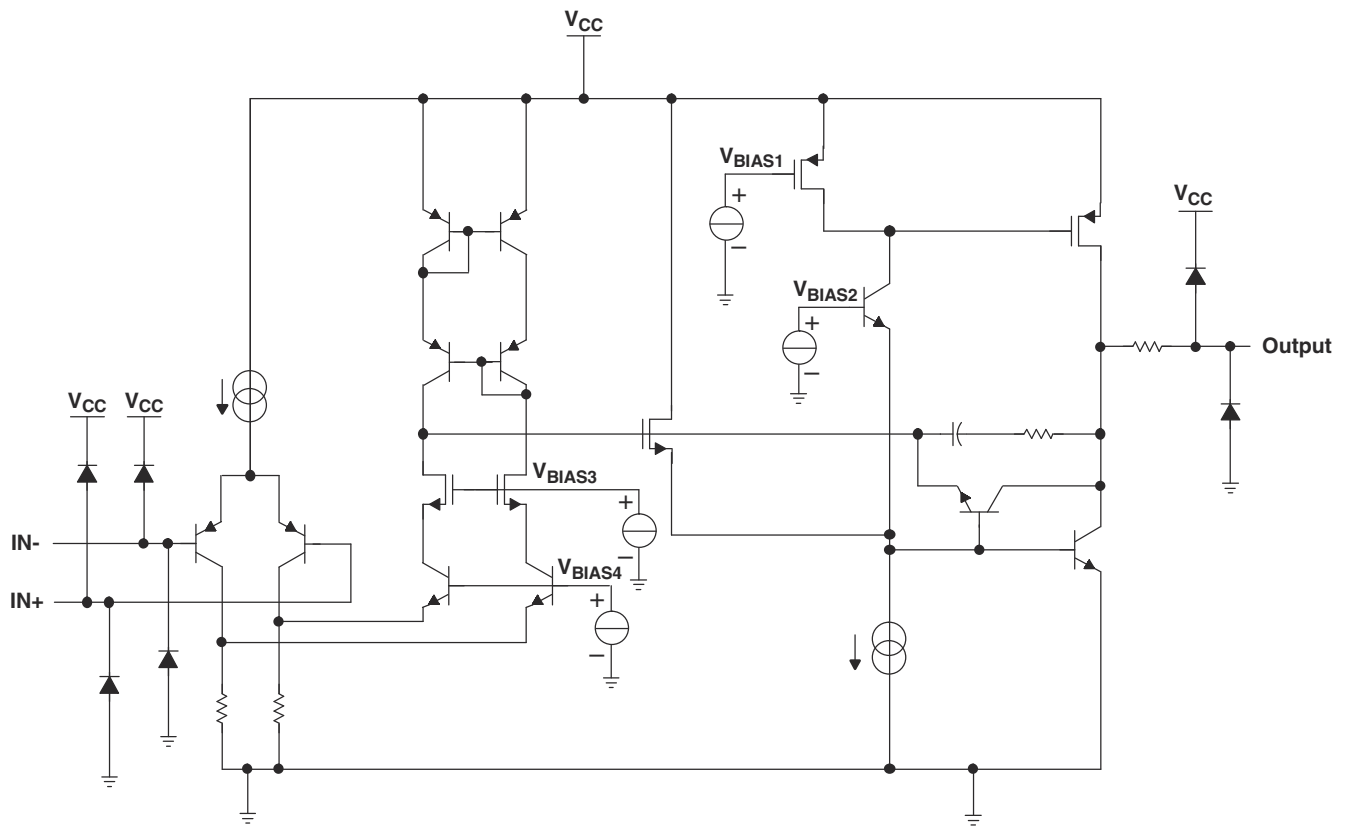 VCC
VBIAS1
VCC
VBIAS2
Output
VCC
VCC
VBIAS3
IN-
VBIAS4
IN+